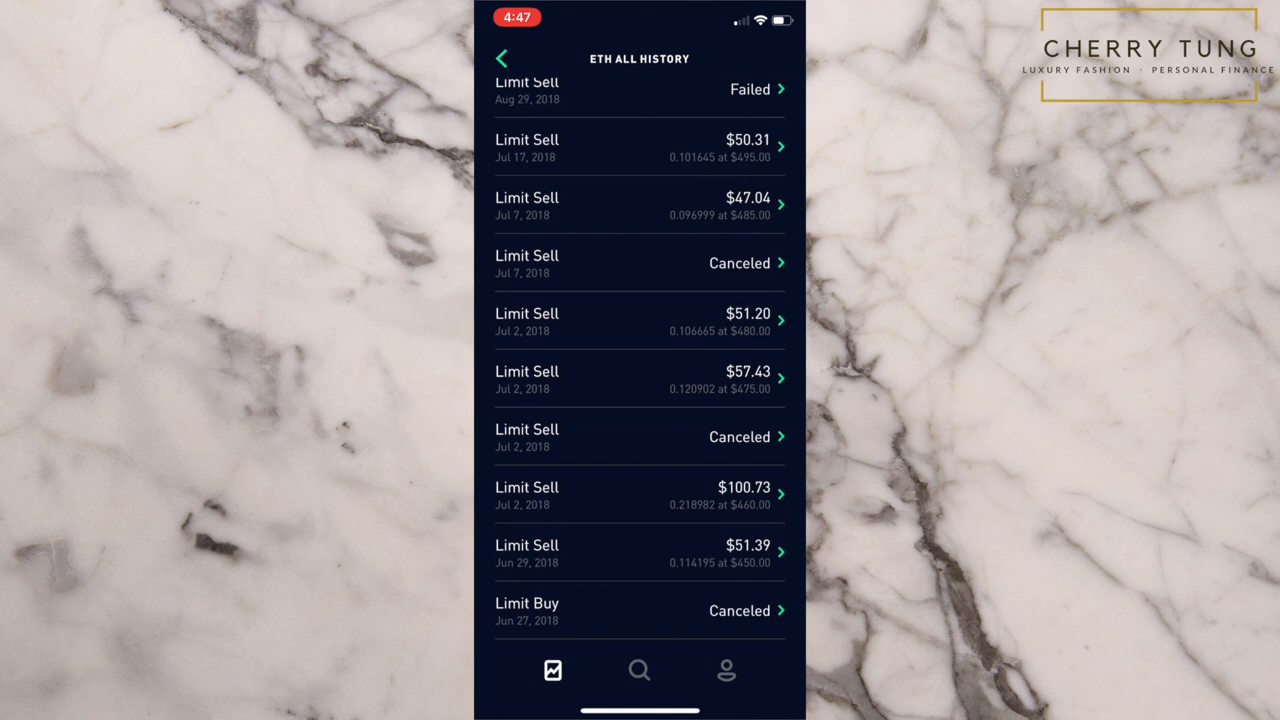 4:47
CHERRY TUNG
LUXURY FASHION · PERSONAL FINANCE
ETH ALL HISTORY
Limit Sell
Failed
Aug 29, 2018
Limit Sell
$50.31
Jul 17, 2018
0.101645 at $495.00
Limit Sell
$47.04
Jul 7, 2018
0.096999 at $485.00
Limit Sell
Canceled
Jul 7, 2018
Limit Sell
$51.20
Jul 2, 2018
0.106665 at $480.00
Limit Sell
$57.43
Jul 2, 2018
0.120902 at $475.00
Limit Sell
Canceled
Jul 2, 2018
Limit Sell
$100.73
Jul 2, 2018
0.218982 at $460.00
Limit Sell
$51.39
Jun 29, 2018
0.114195 at $450.00
Limit Buy
Canceled
Jun 27, 2018